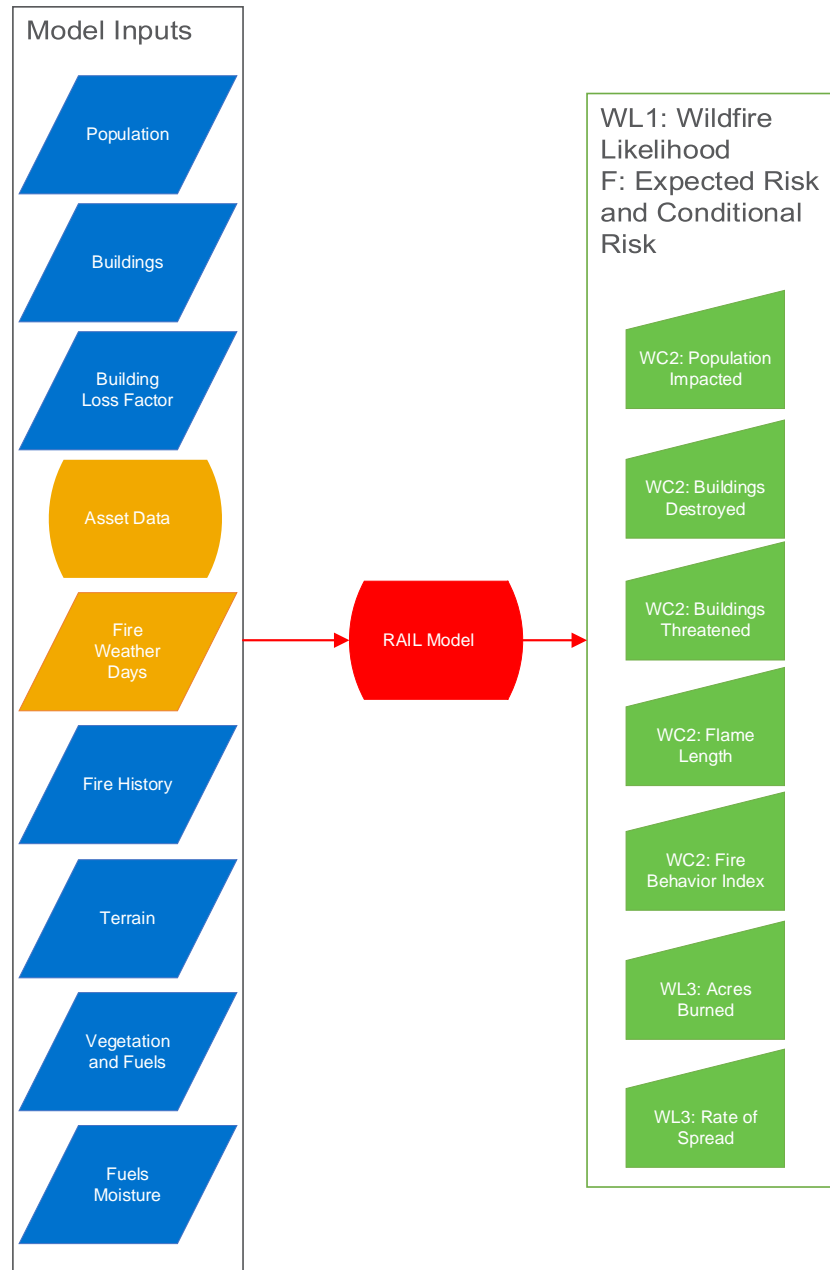 Model Inputs
Population
Buildings
Building
Loss Factor
Asset Data
Fire
Weather
Days
Fire History
Terrain
Vegetation
and Fuels
Fuels
Moisture
RAIL Model
WL1: Wildfire
Likelihood
F: Expected Risk
and Conditional
Risk
WC2: Population
Impacted
WC2: Buildings
Destroyed
WC2: Buildings
Threatened
WC2: Flame
Length
WC2: Fire
Behavior Index
WL3: Acres
Burned
WL3: Rate of
Spread